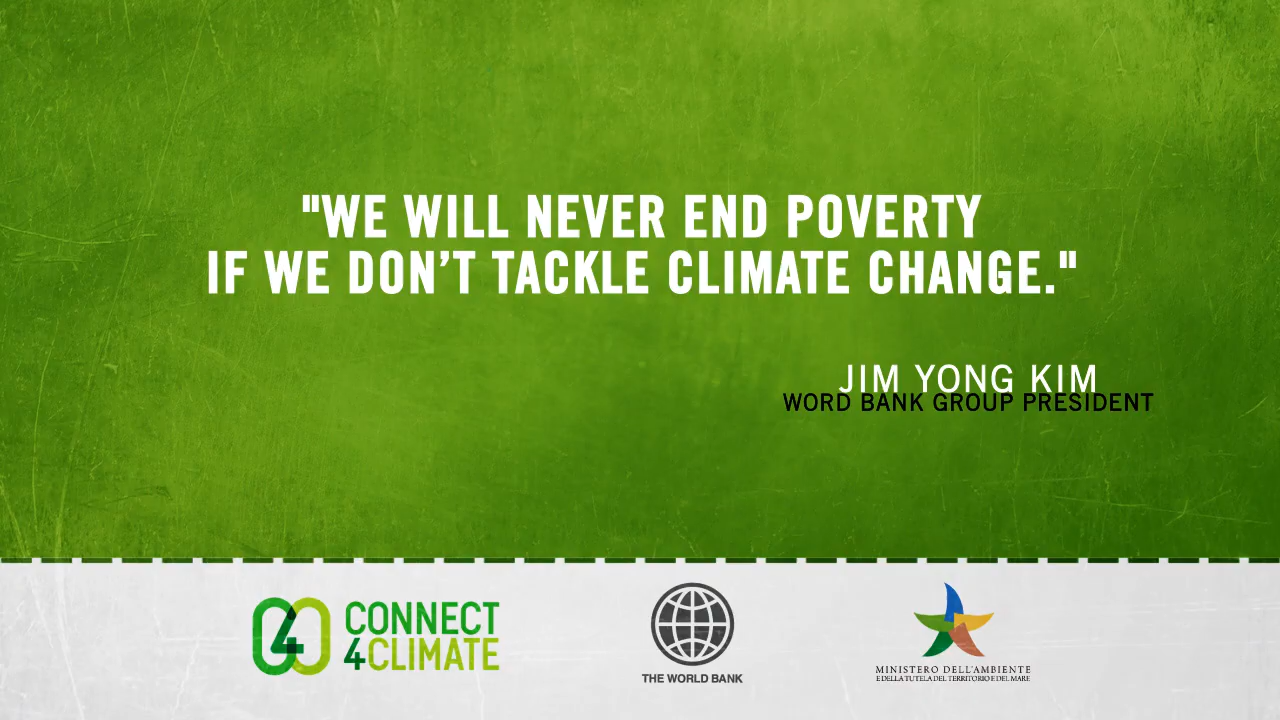 "WE WILL NEVER END POVERTY
IF WE DON’T TACKLE CLIMATE CHANGE."
JIM YONG KIM
WORD BANK GROUP PRESIDENT
4
CONNECT
4CLIMATE
THE WORLD BANK
MINISTERO DELL'AMBIENTE
E DELLA TUTELA DEL TERRITORIO E DEL MARE